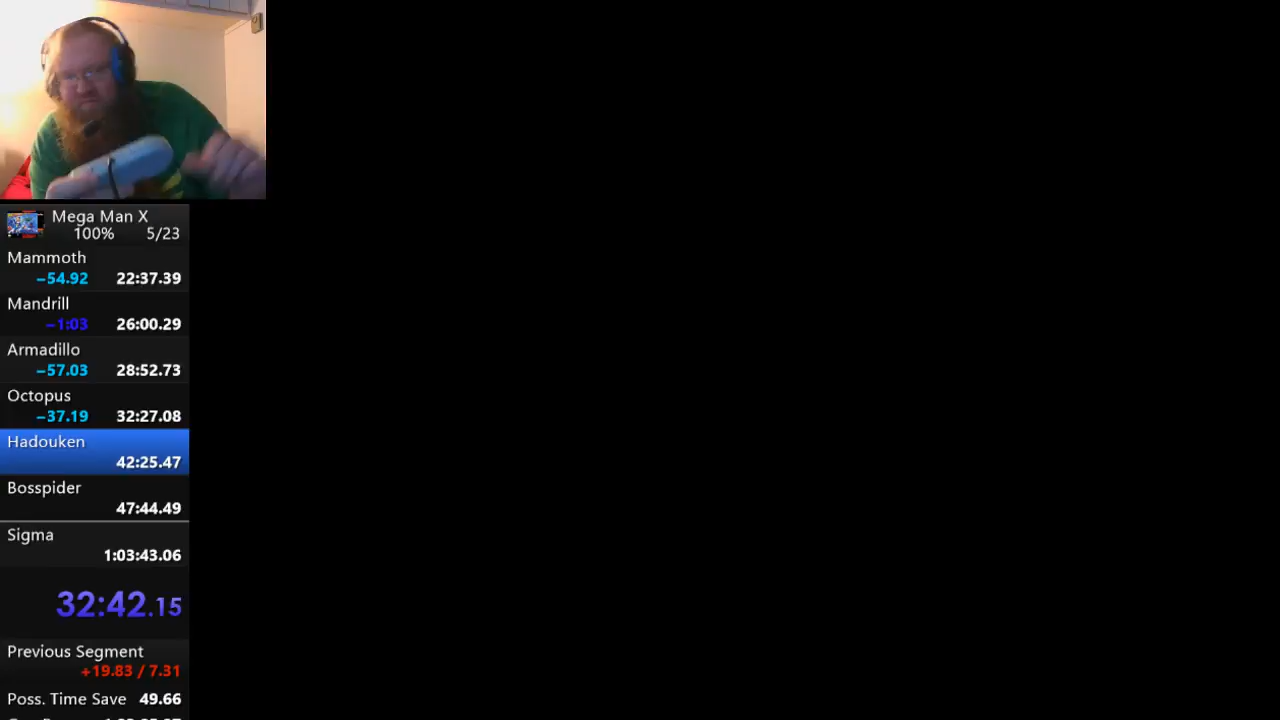 Mega Man X
100% 5/23
Mammoth
-54.92 22:37.39
Mandrill
-1:03 26:00.29
Armadillo
-57.03 28:52.73
Octopus
-37.19 32:27.08
Hadouken
42:25.47
Bosspider
47:44.49
Sigma
1:03:43.06
32:42.15
Previous Segment
+19.83 / 7.31
Poss. Time Save 49.66